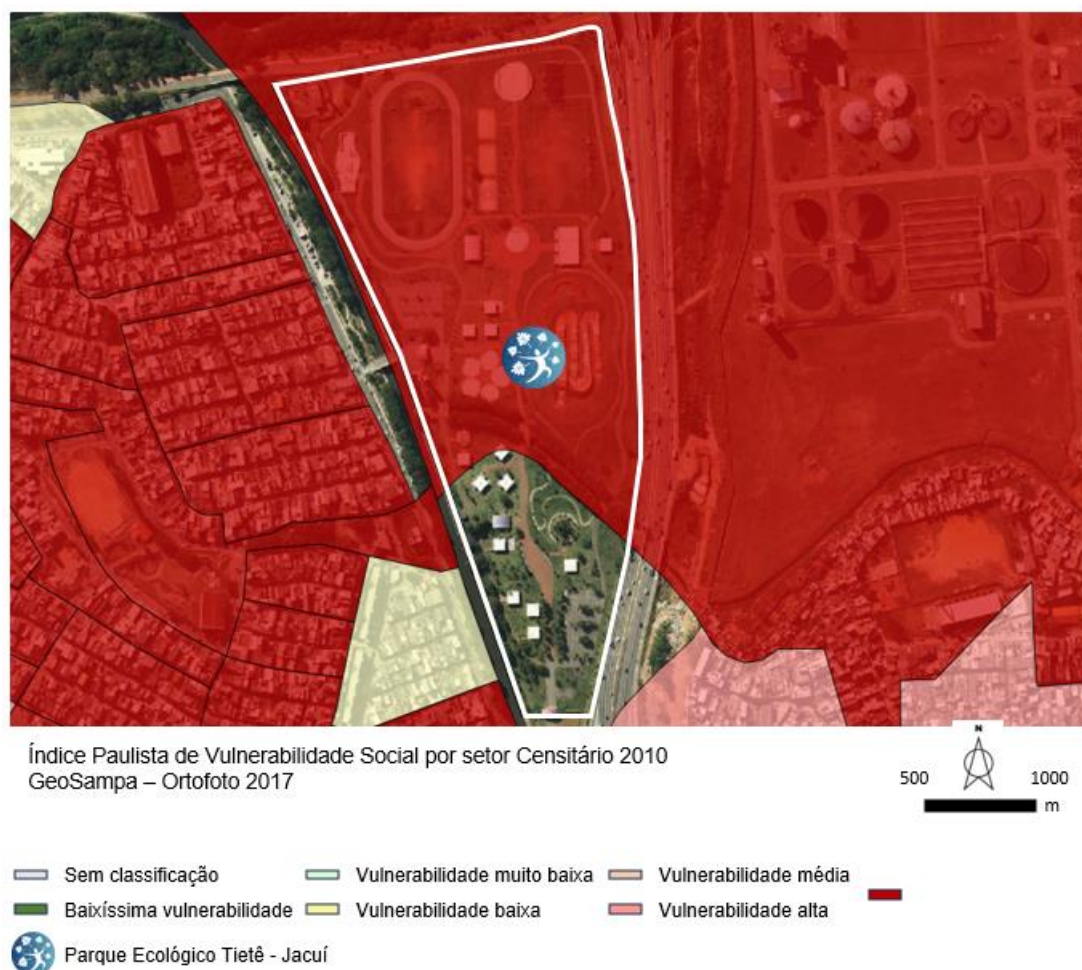 Índice Paulista de Vulnerabilidade Social por setor Censitário 2010
GeoSampa – Ortofoto 2017
N
500 1000
m
Sem classificação Vulnerabilidade muito baixa Vulnerabilidade média
Baixíssima vulnerabilidade Vulnerabilidade baixa Vulnerabilidade alta
Parque Ecológico Tietê - Jacuí